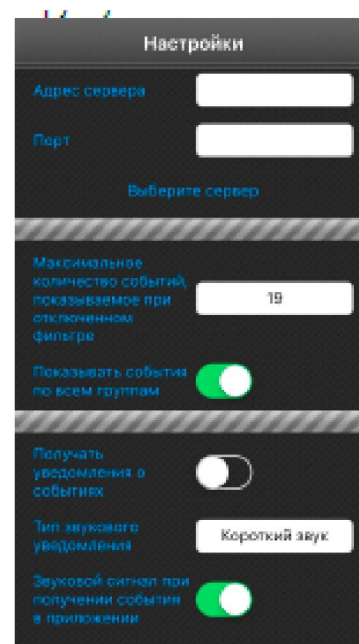 Настройки
Адрес сервера
Порт
Выберите сервер
Максимальное
количество событий,
показываемое при
отключенном
фильтре
19
Показывать события
по всем группам
Получать
уведомления о
событиях
Тип звукового
уведомления
Короткий звук
Звуковой сигнал при
получении события
в приложении